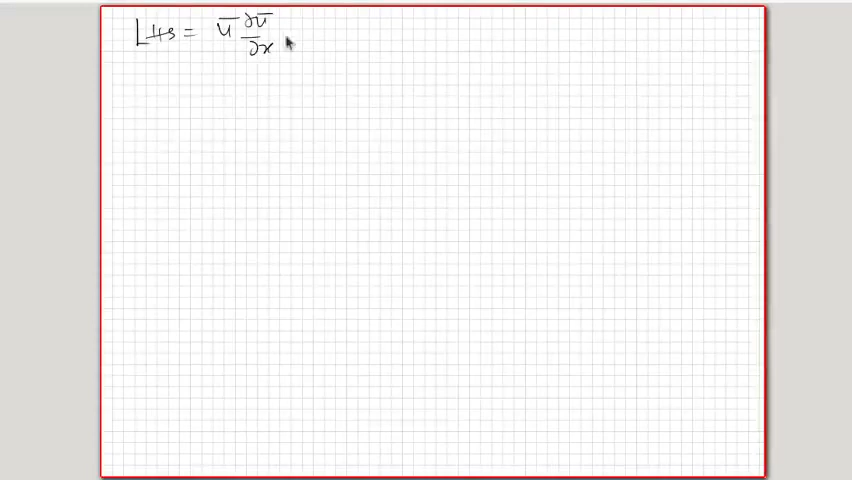 LHS = ū ∂ū/∂x